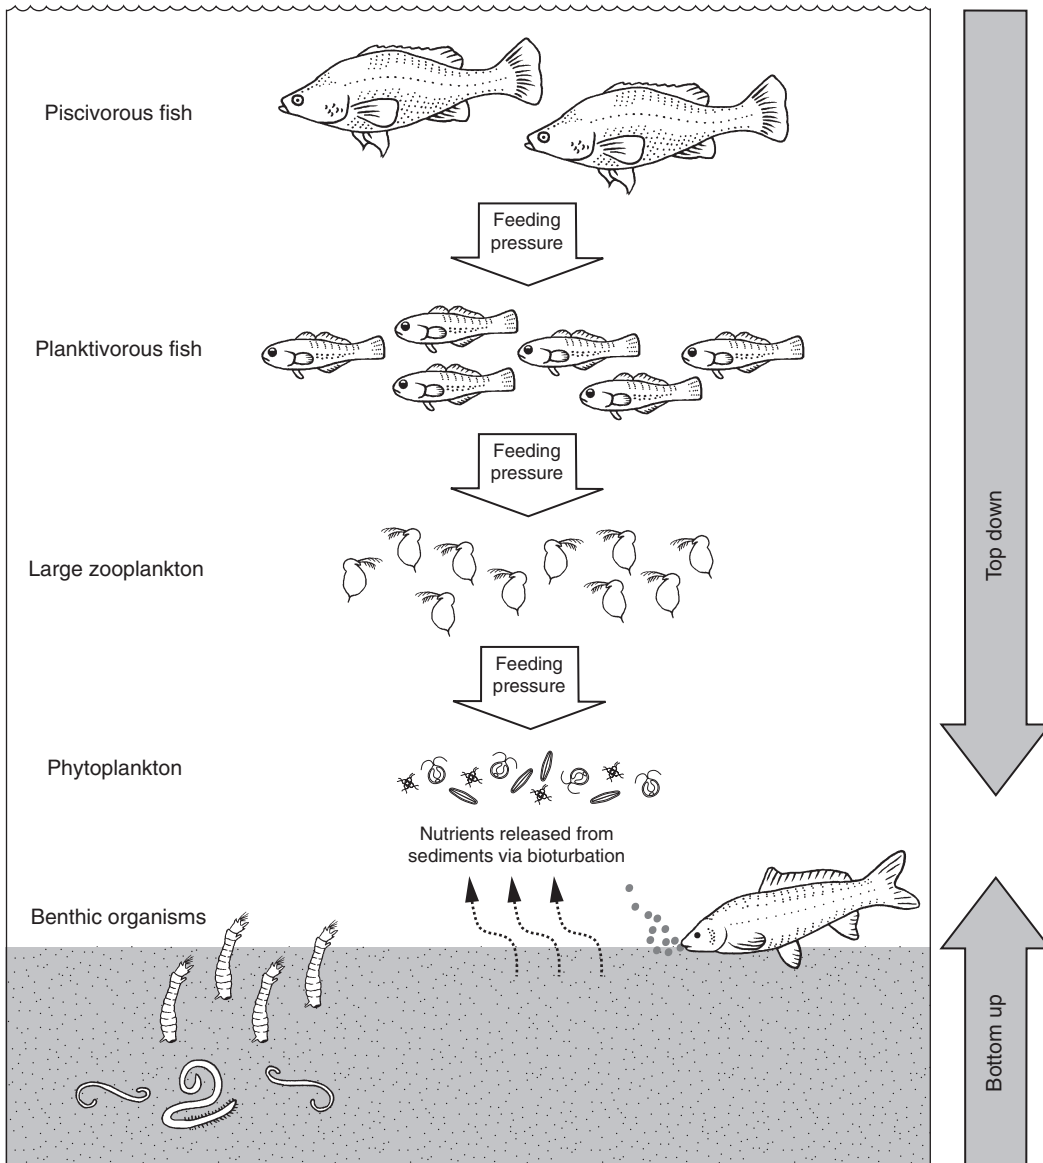 Piscivorous fish
Feeding
pressure
Planktivorous fish
Feeding
pressure
Large zooplankton
Feeding
pressure
Phytoplankton
Nutrients released from
sediments via bioturbation
Benthic organisms
Top down
Bottom up